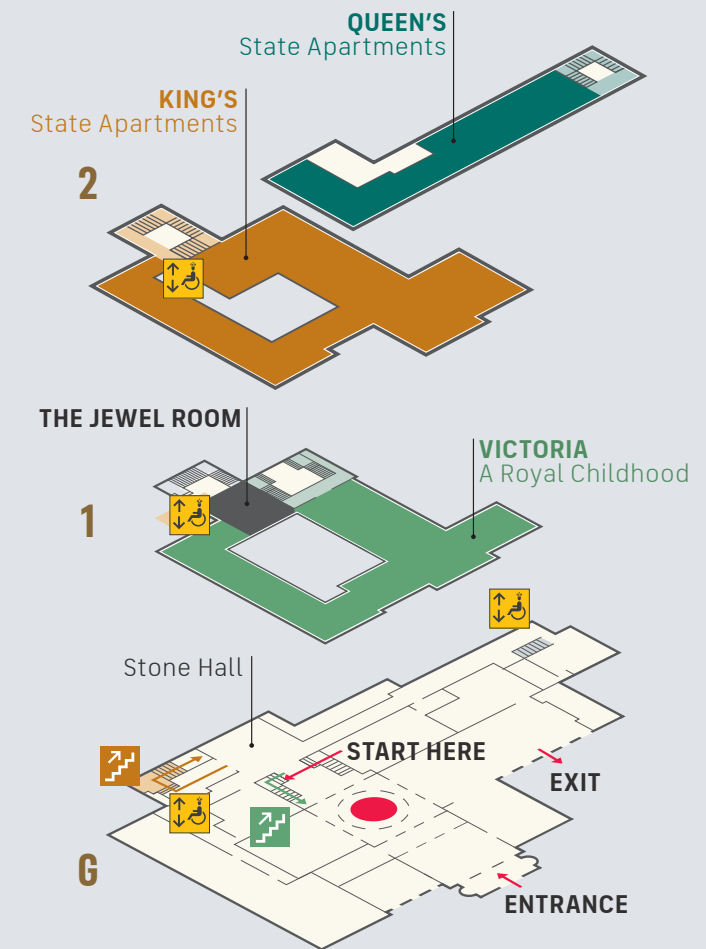 QUEEN'S
State Apartments
KING'S
State Apartments
2
THE JEWEL ROOM
VICTORIA
A Royal Childhood
1
Stone Hall
START HERE
EXIT
G
ENTRANCE